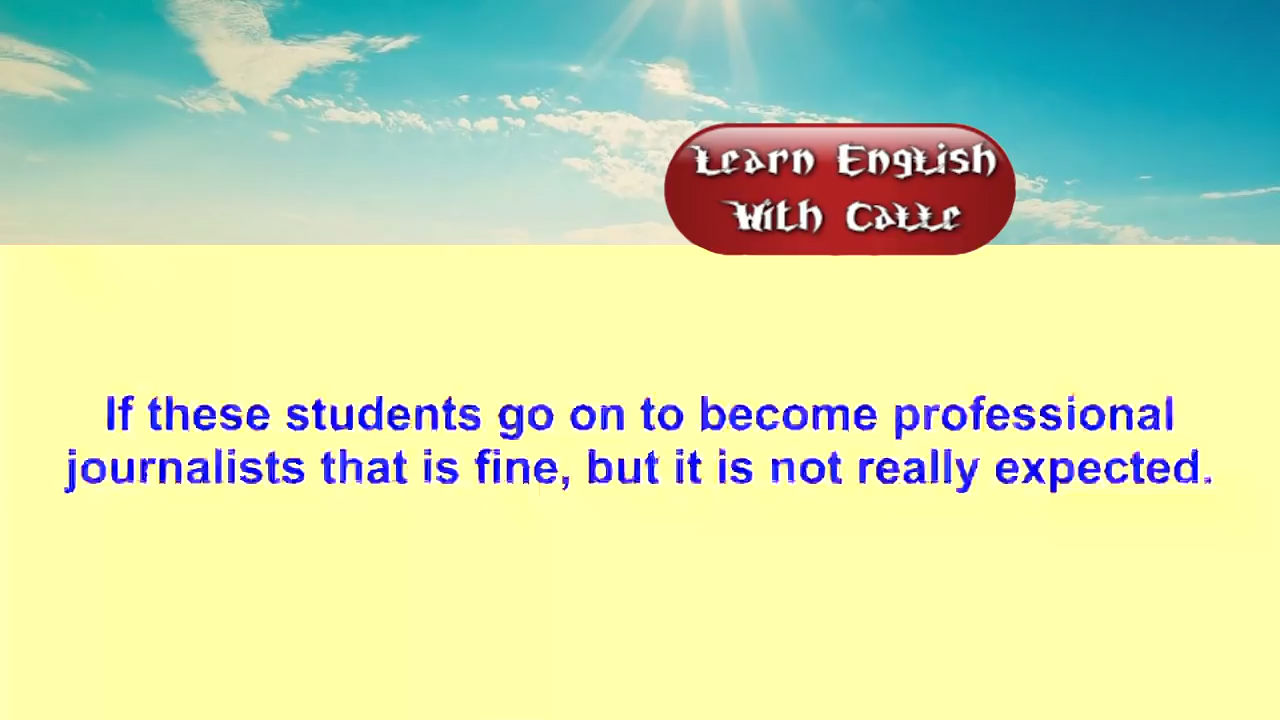 Learn English
With Catte
If these students go on to become professional
journalists that is fine, but it is not really expected.